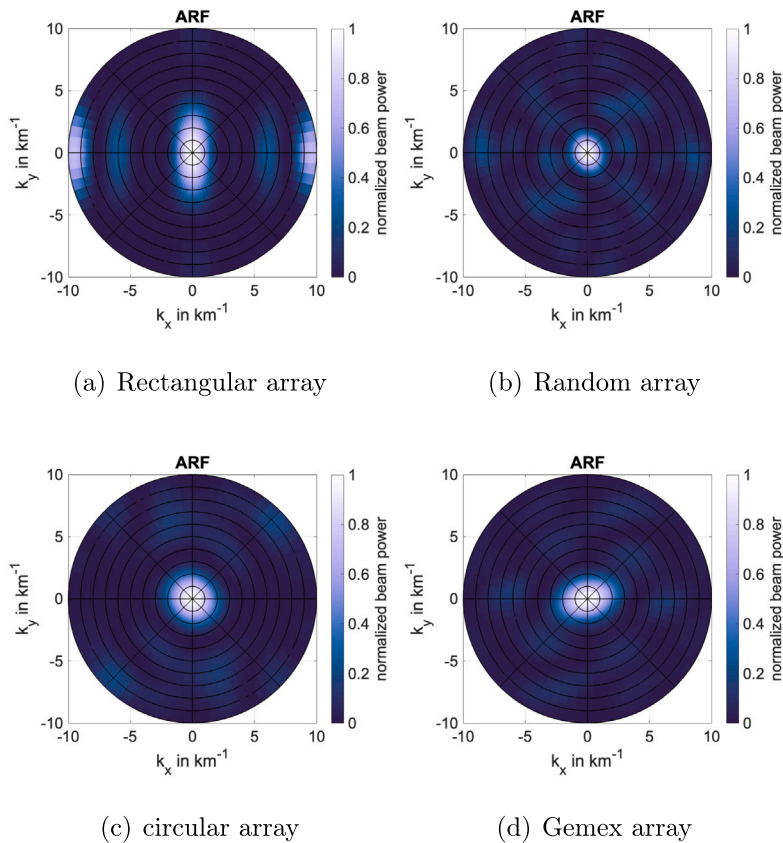 ARF
10
5
0
-5
-10
-10 -5 0 5 10
k_y in km^-1
k_x in km^-1
1
0.8
0.6
0.4
0.2
0
normalized beam power
(a) Rectangular array
ARF
10
5
0
-5
-10
-10 -5 0 5 10
k_y in km^-1
k_x in km^-1
1
0.8
0.6
0.4
0.2
0
normalized beam power
(b) Random array
ARF
10
5
0
-5
-10
-10 -5 0 5 10
k_y in km^-1
k_x in km^-1
1
0.8
0.6
0.4
0.2
0
normalized beam power
(c) circular array
ARF
10
5
0
-5
-10
-10 -5 0 5 10
k_y in km^-1
k_x in km^-1
1
0.8
0.6
0.4
0.2
0
normalized beam power
(d) Gemex array